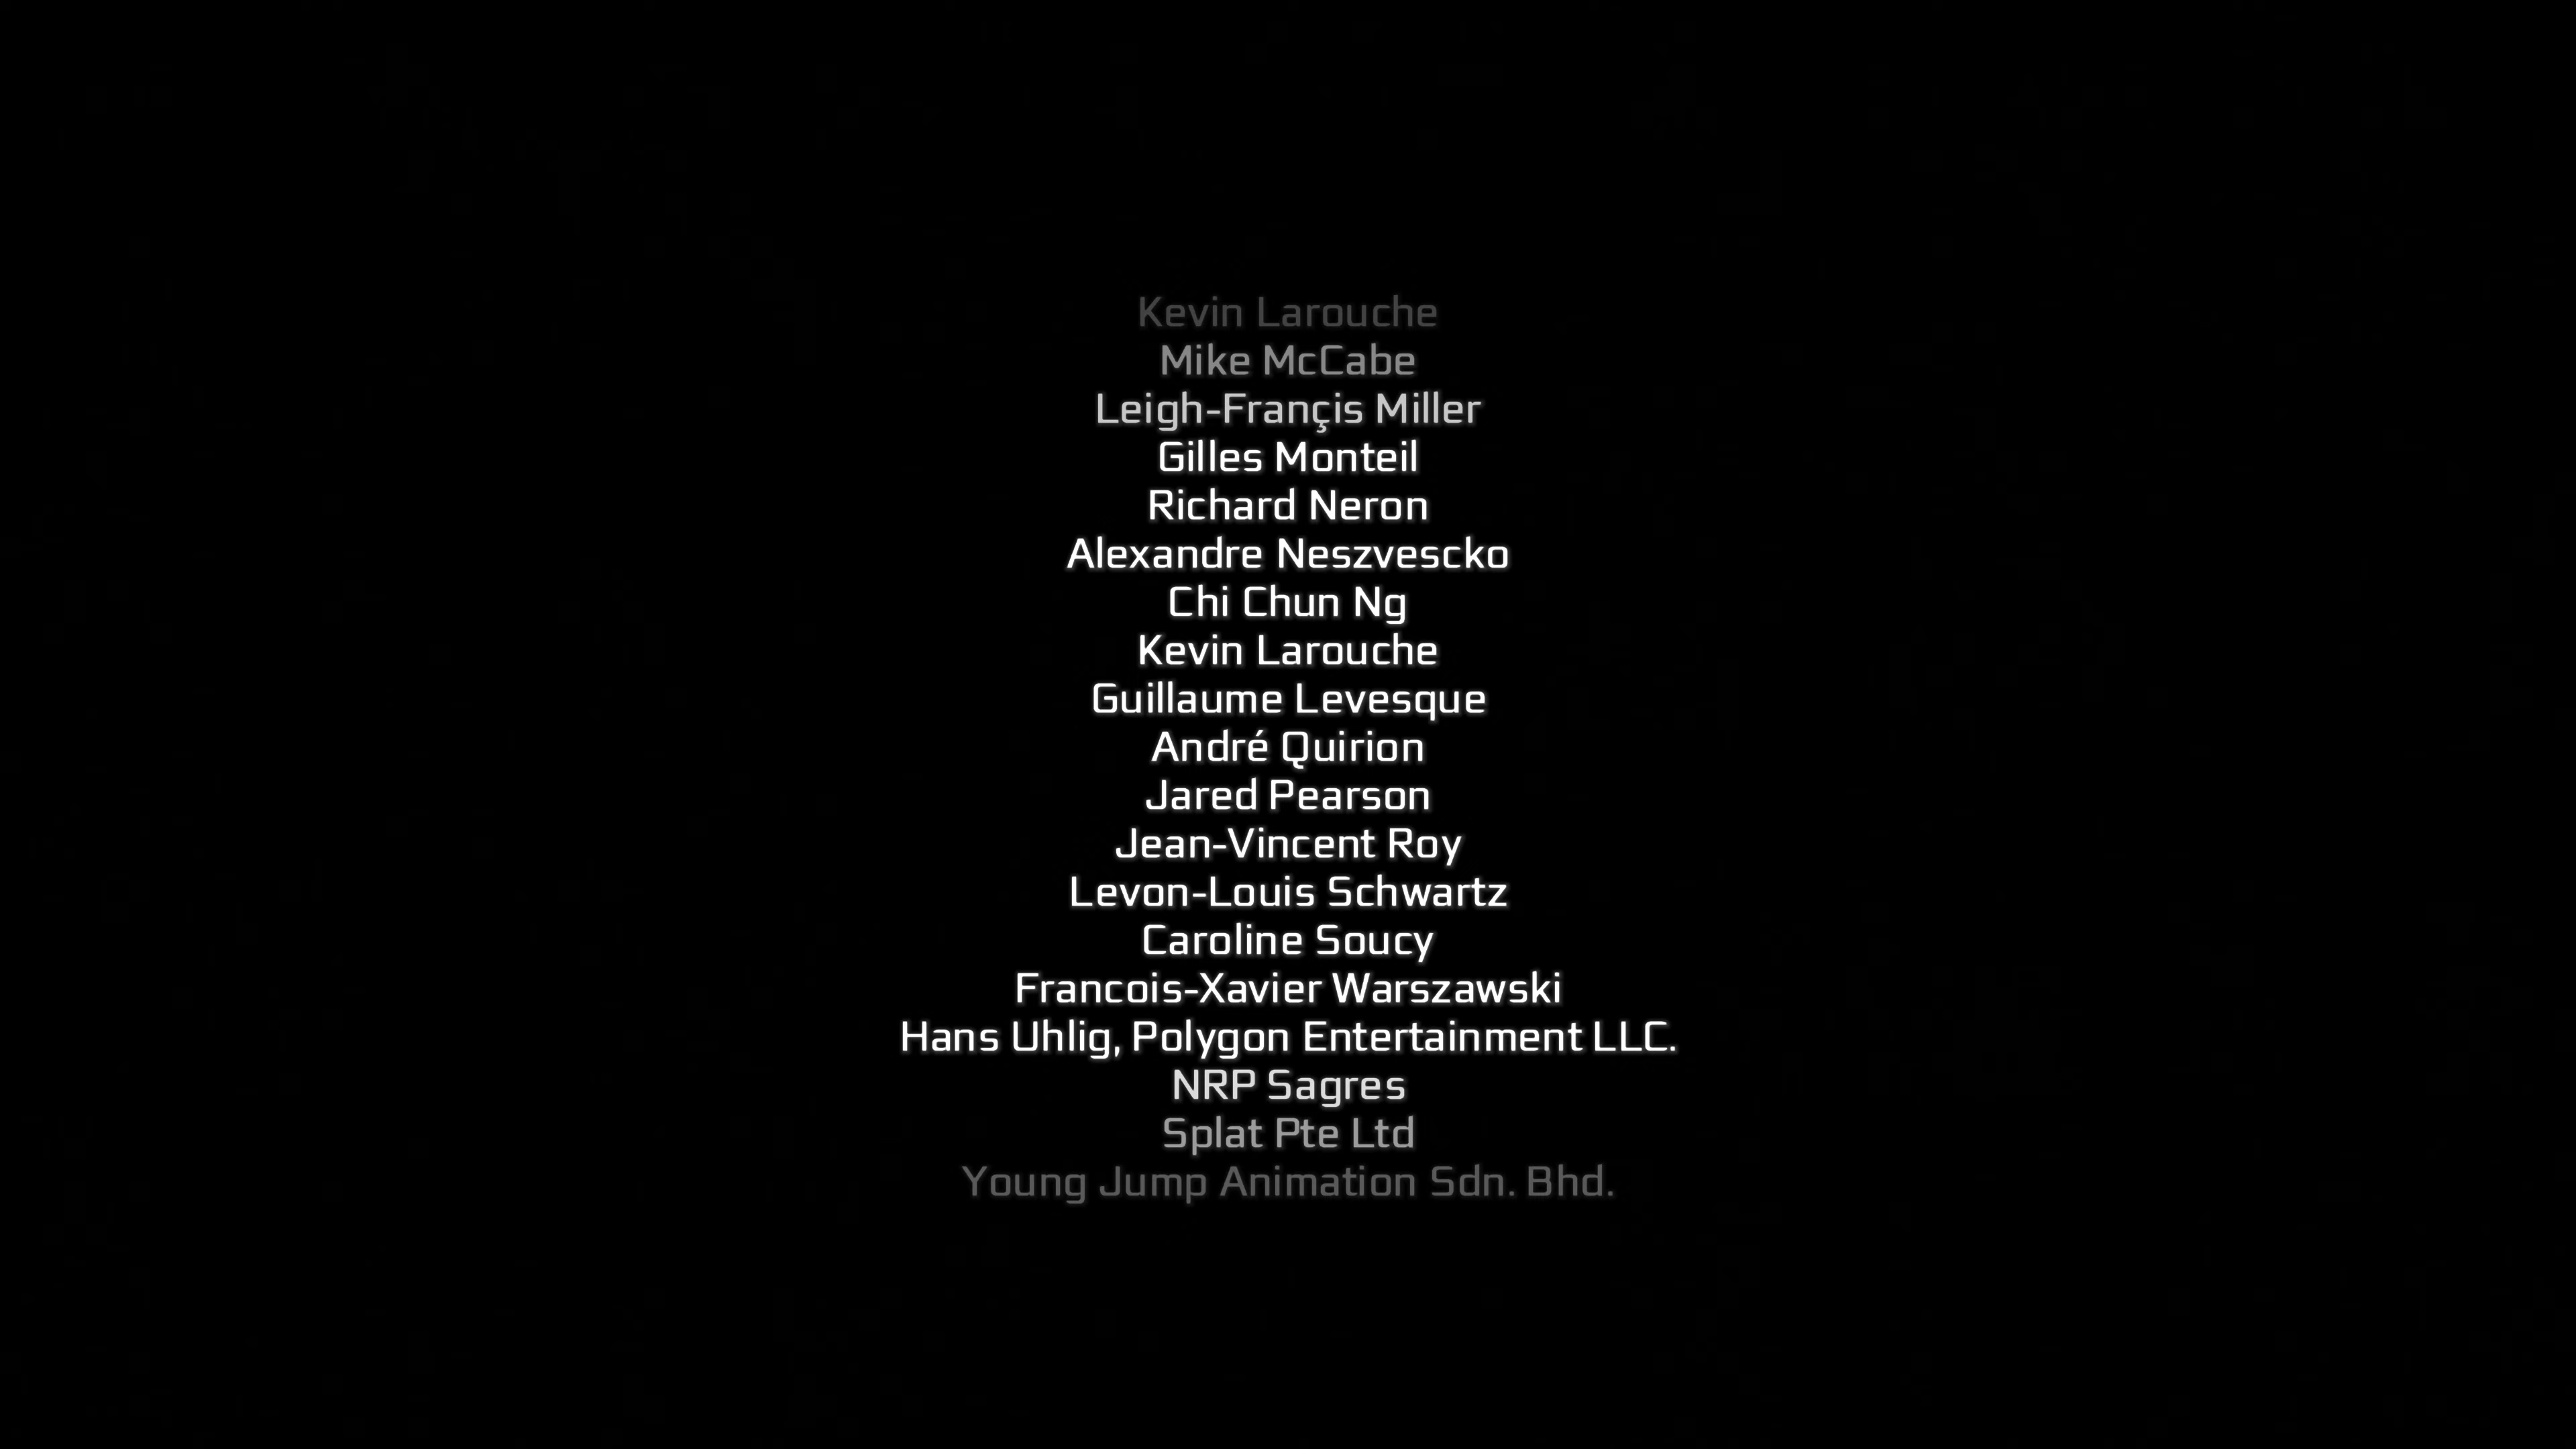 Kevin Larouche
Mike McCabe
Leigh-Françis Miller
Gilles Monteil
Richard Neron
Alexandre Neszvescko
Chi Chun Ng
Kevin Larouche
Guillaume Levesque
André Quirion
Jared Pearson
Jean-Vincent Roy
Levon-Louis Schwartz
Caroline Soucy
Francois-Xavier Warszawski
Hans Uhlig, Polygon Entertainment LLC.
NRP Sagres
Splat Pte Ltd
Young Jump Animation Sdn. Bhd.